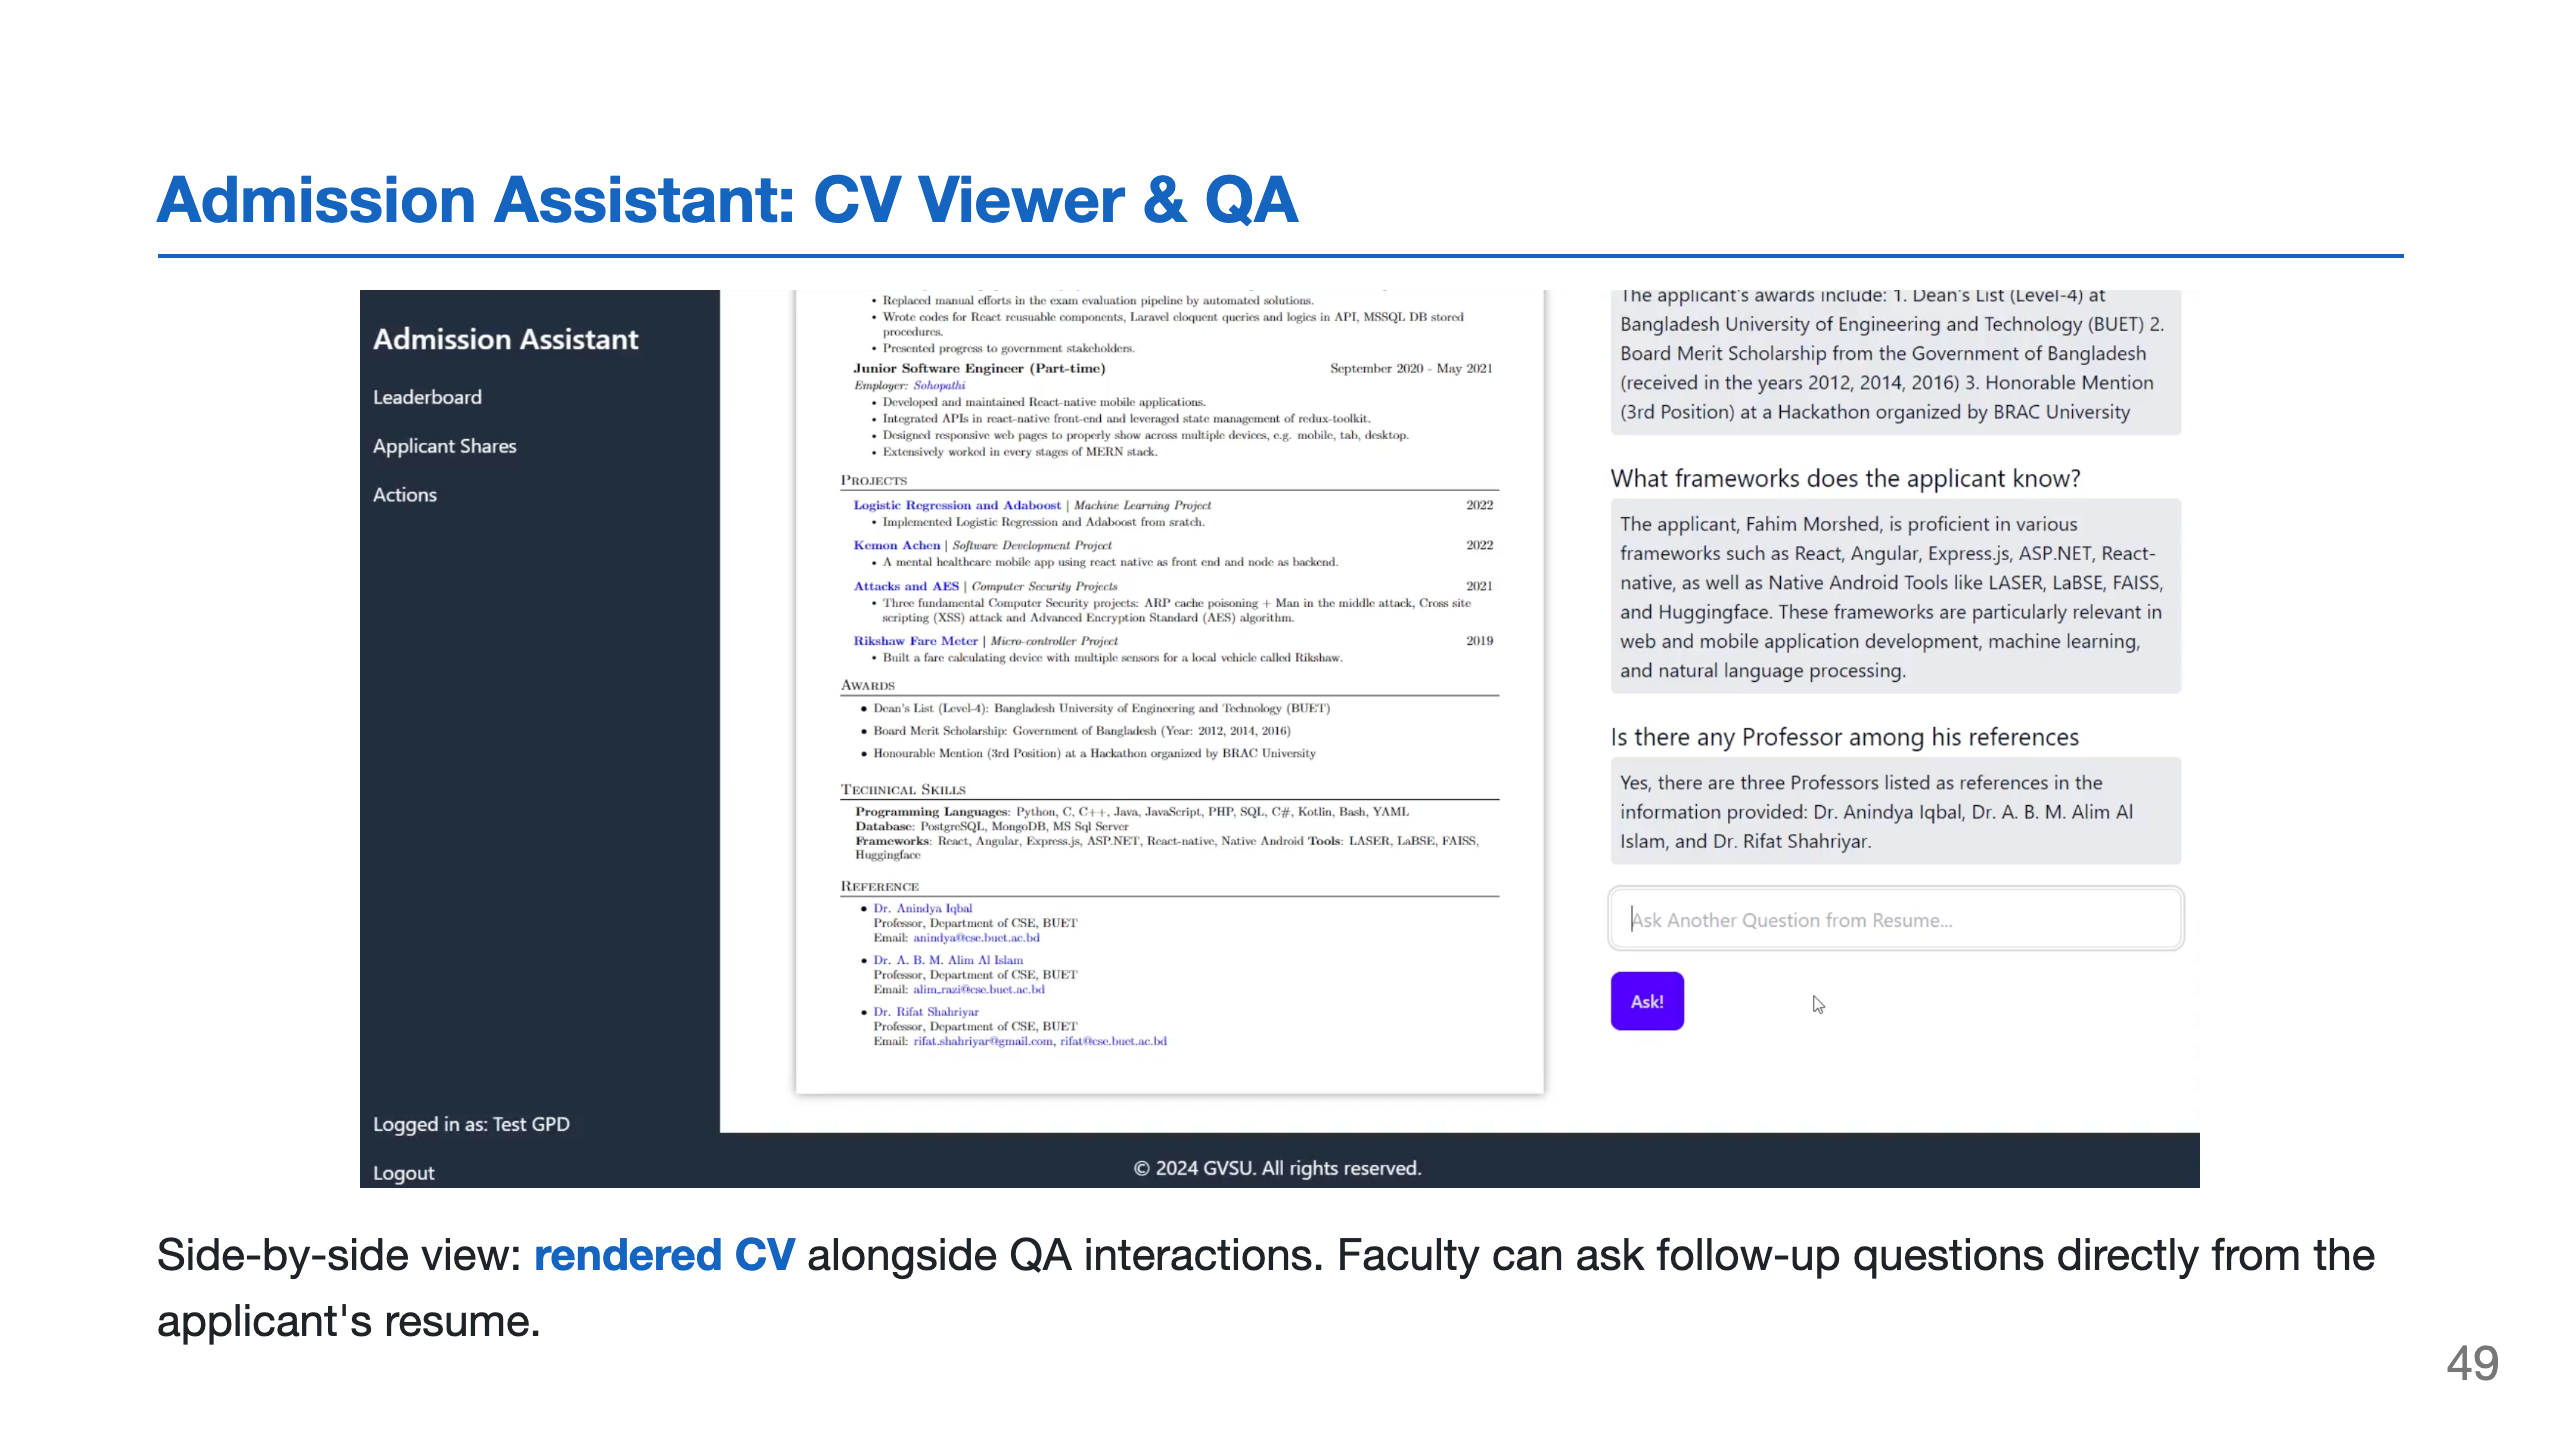 Admission Assistant: CV Viewer & QA
Admission Assistant
Leaderboard
Applicant Shares
Actions
Logged in as: Test GPD
Logout
• Replaced manual efforts in the exam evaluation pipeline by automated solutions.
• Wrote codes for React reusuable components, Laravel eloquent queries and logics in API, MSSQL DB stored
procedures.
• Presented progress to government stakeholders.
Junior Software Engineer (Part-time) September 2020 - May 2021
Employer: Sohopathi
• Developed and maintained React-native mobile applications.
• Integrated APIs in react-native front-end and leveraged state management of redux-toolkit.
• Designed responsive web pages to properly show across multiple devices, e.g. mobile, tab, desktop.
• Extensively worked in every stages of MERN stack.
Projects
Logistic Regression and Adaboost | Machine Learning Project 2022
• Implemented Logistic Regression and Adaboost from sratch.
Kemon Achen | Software Development Project 2022
• A mental healthcare mobile app using react native as front end and node as backend.
Attacks and AES | Computer Security Projects 2021
• Three fundamental Computer Security projects: ARP cache poisoning + Man in the middle attack, Cross site
scripting (XSS) attack and Advanced Encryption Standard (AES) algorithm.
Rikshaw Fare Meter | Micro-controller Project 2019
• Built a fare calculating device with multiple sensors for a local vehicle called Rikshaw.
Awards
• Dean's List (Level-4): Bangladesh University of Engineering and Technology (BUET)
• Board Merit Scholarship: Government of Bangladesh (Year: 2012, 2014, 2016)
• Honourable Mention (3rd Position) at a Hackathon organized by BRAC University
Technical Skills
Programming Languages: Python, C, C++, Java, JavaScript, PHP, SQL, C#, Kotlin, Bash, YAML
Database: PostgreSQL, MongoDB, MS Sql Server
Frameworks: React, Angular, Express.js, ASP.NET, React-native, Native Android Tools: LASER, LaBSE, FAISS,
Huggingface
Reference
• Dr. Anindya Iqbal
Professor, Department of CSE, BUET
Email: anindya@cse.buet.ac.bd
• Dr. A. B. M. Alim Al Islam
Professor, Department of CSE, BUET
Email: alim_razi@cse.buet.ac.bd
• Dr. Rifat Shahriyar
Professor, Department of CSE, BUET
Email: rifat.shahriyar@gmail.com, rifat@cse.buet.ac.bd
The applicant's awards include: 1. Dean's List (Level-4) at
Bangladesh University of Engineering and Technology (BUET) 2.
Board Merit Scholarship from the Government of Bangladesh
(received in the years 2012, 2014, 2016) 3. Honorable Mention
(3rd Position) at a Hackathon organized by BRAC University
What frameworks does the applicant know?
The applicant, Fahim Morshed, is proficient in various
frameworks such as React, Angular, Express.js, ASP.NET, React-
native, as well as Native Android Tools like LASER, LaBSE, FAISS,
and Huggingface. These frameworks are particularly relevant in
web and mobile application development, machine learning,
and natural language processing.
Is there any Professor among his references
Yes, there are three Professors listed as references in the
information provided: Dr. Anindya Iqbal, Dr. A. B. M. Alim Al
Islam, and Dr. Rifat Shahriyar.
Ask Another Question from Resume...
Ask!
© 2024 GVSU. All rights reserved.
Side-by-side view: rendered CV alongside QA interactions. Faculty can ask follow-up questions directly from the
applicant's resume.
49